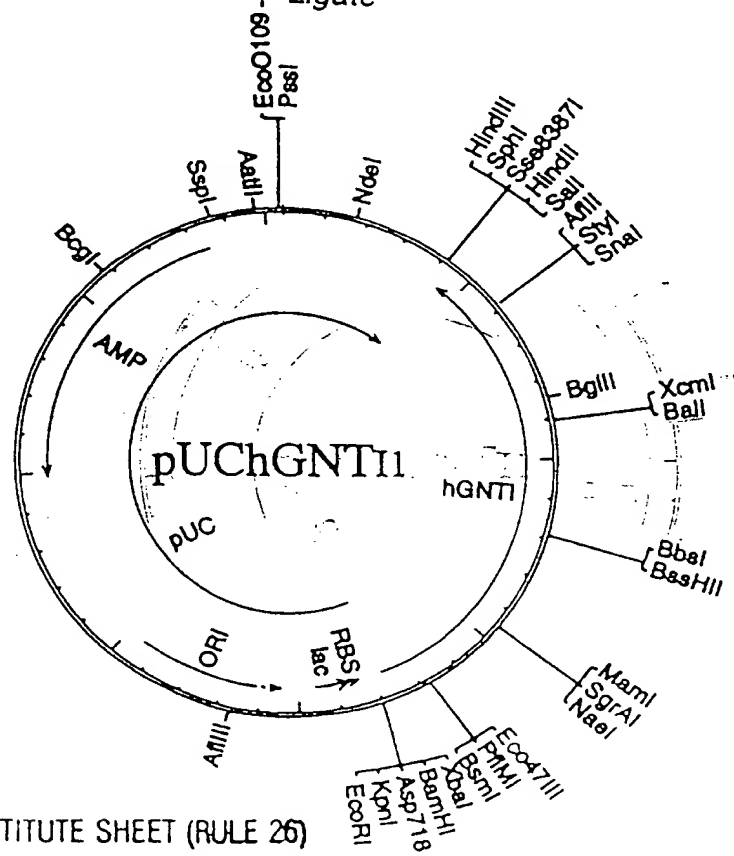 Ligate
EcoO109
PssI
NdeI
AatII
SspI
BcgI
HindIII
SphI
Sse8387I
HindII
SalI
AflII
StyI
SnaI
BglII
XcmI
BalI
BbaI
BssHII
MamI
SgrAI
NaeI
Eco47III
PflMI
BsmI
XbaI
BamHI
Asp718
KpnI
EcoRI
AflIII
AMP
pUChGNTI1
hGNTI
pUC
ORI
RBS
lac
TITUTE SHEET (RULE 26)